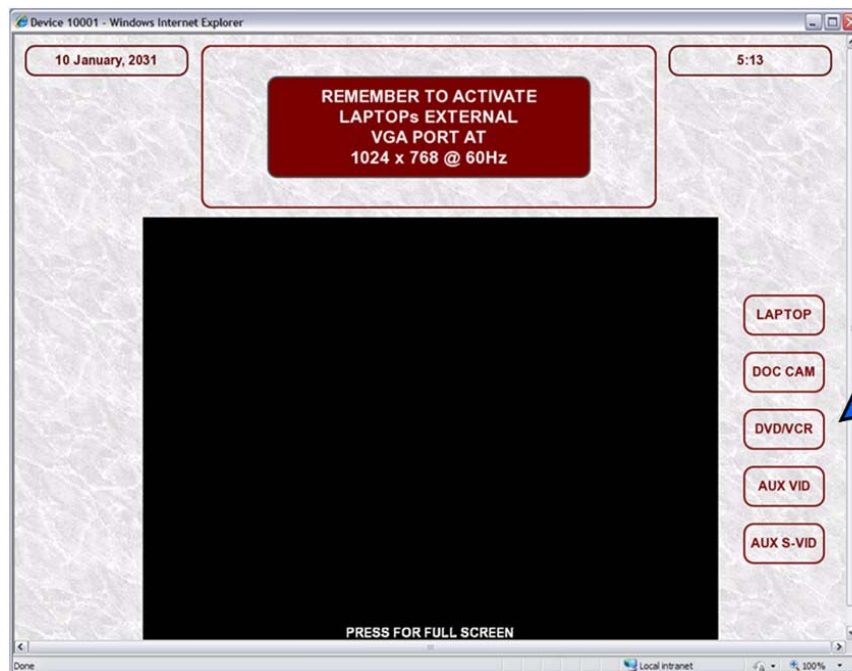 Device 10001 - Windows Internet Explorer
10 January, 2031
5:13
REMEMBER TO ACTIVATE
LAPTOPs EXTERNAL
VGA PORT AT
1024 x 768 @ 60Hz
LAPTOP
DOC CAM
DVD/VCR
AUX VID
AUX S-VID
PRESS FOR FULL SCREEN
Done
Local intranet
100%